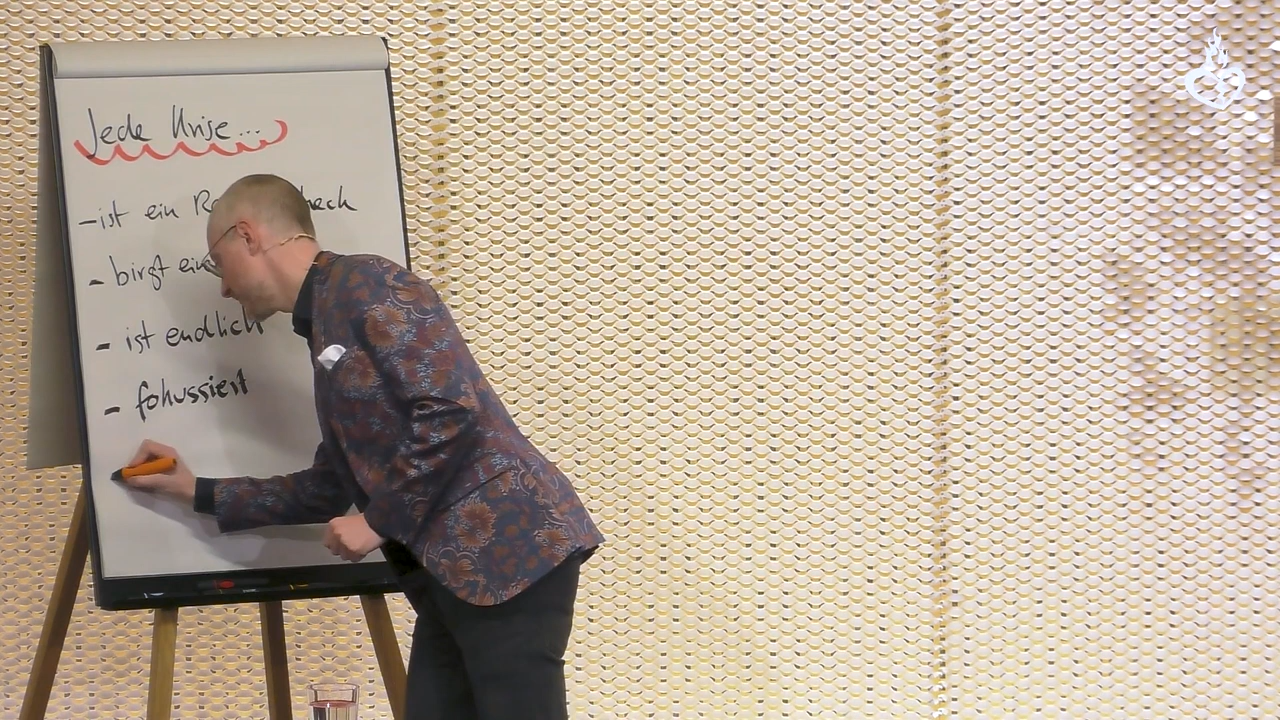 Jede Krise...
- ist ein
- birgt
- ist endlich
- fokussiert